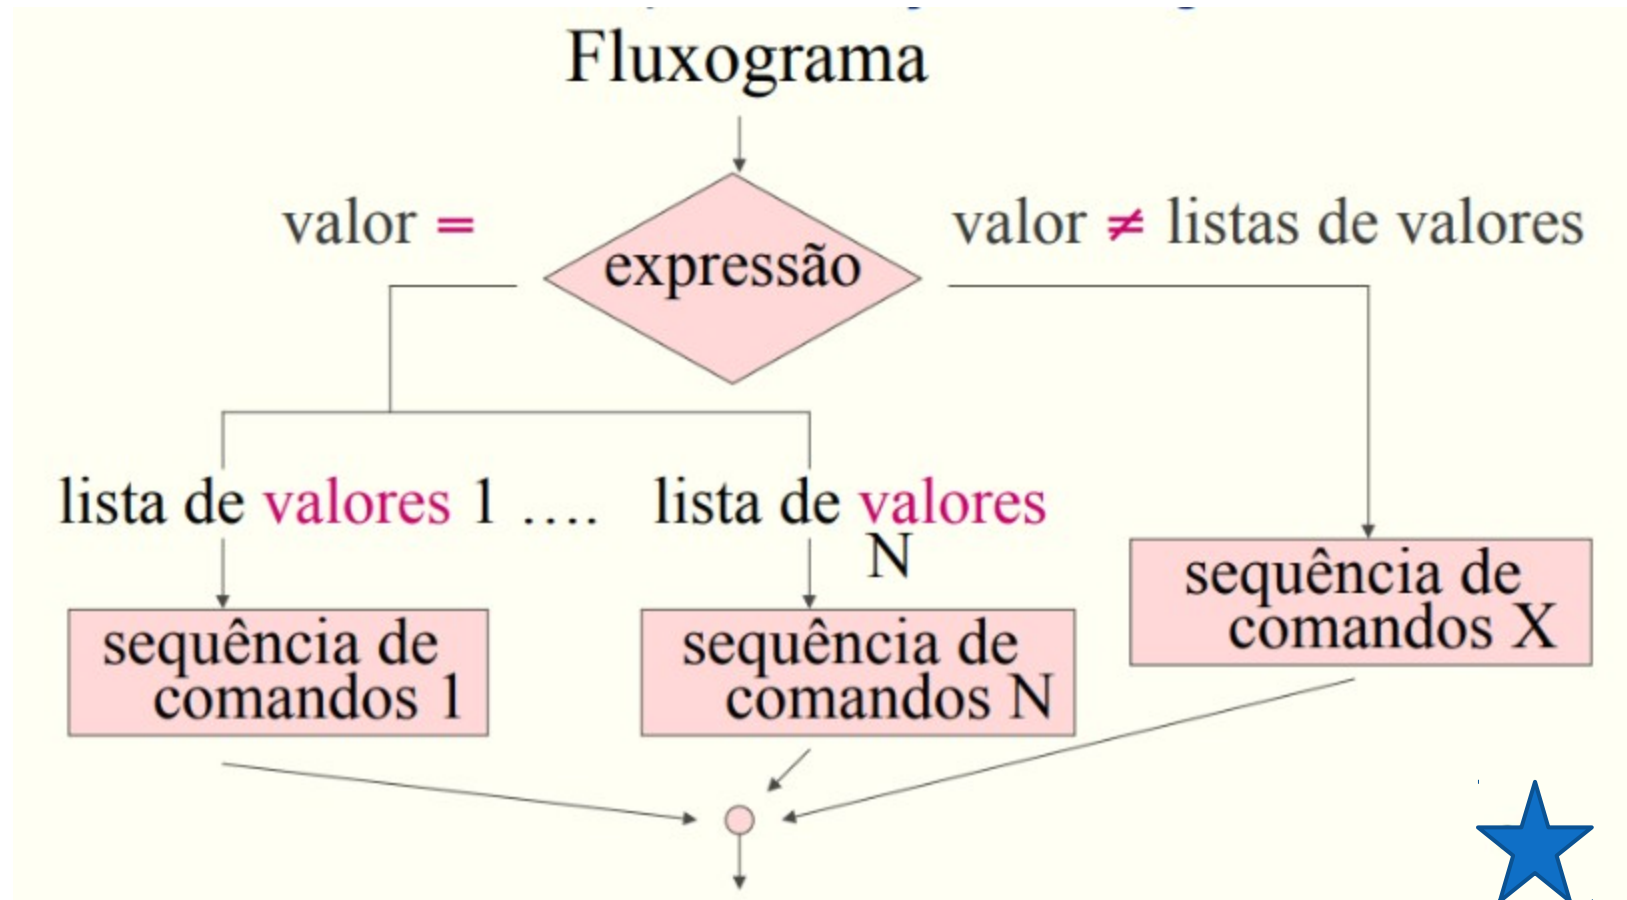 Fluxograma
valor =
expressão
valor ≠ listas de valores
lista de valores 1 ....
lista de valores
N
sequência de
comandos 1
sequência de
comandos N
sequência de
comandos X